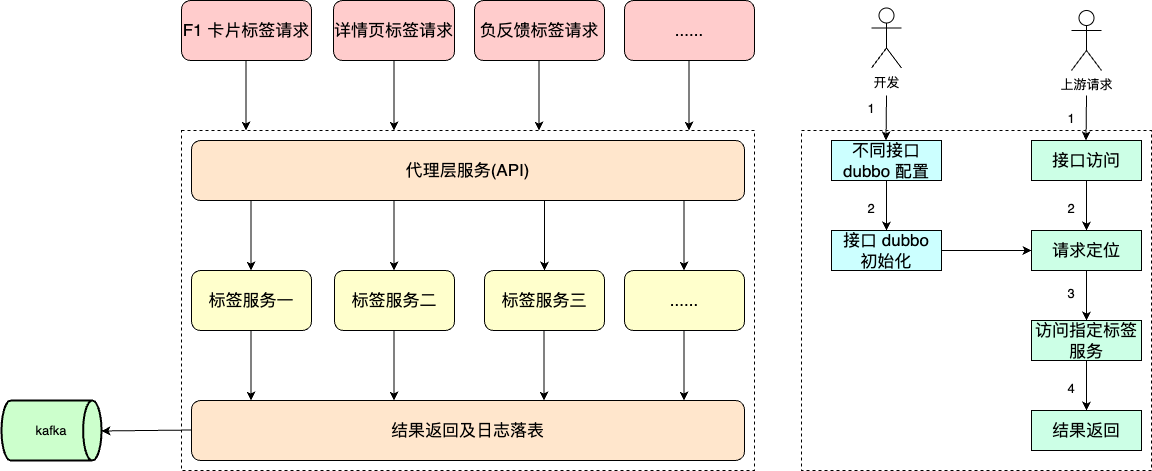 F1 卡片标签请求
详情页标签请求
负反馈标签请求
......
代理层服务(API)
标签服务一
标签服务二
标签服务三
......
结果返回及日志落表
kafka
开发
上游请求
1
1
不同接口
dubbo 配置
接口访问
2
2
接口 dubbo
初始化
请求定位
3
访问指定标签
服务
4
结果返回